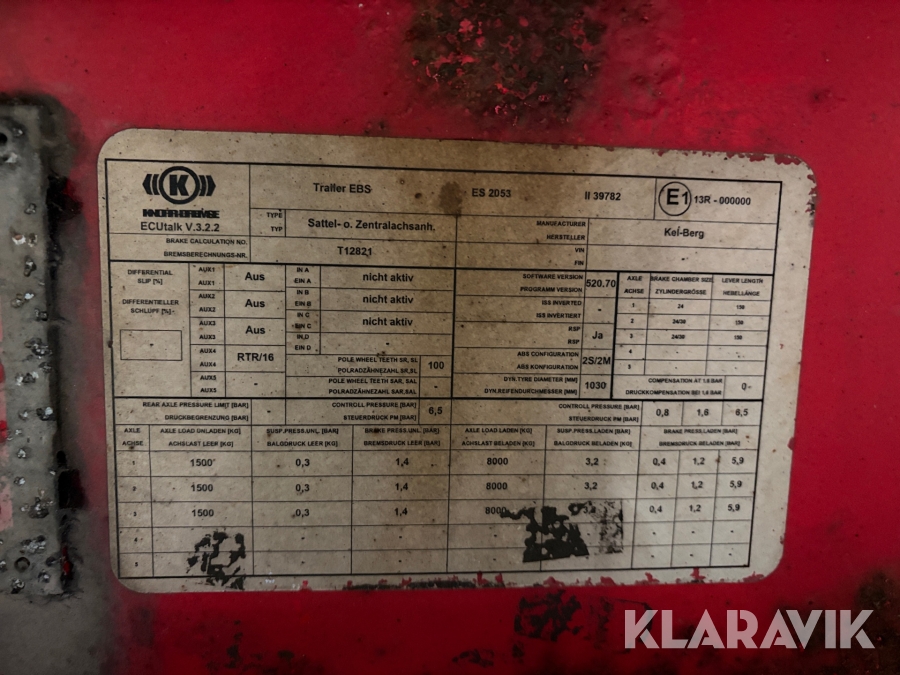 K
KNORR-BREMSE
ECUtalk V.3.2.2
Trailer EBS ES 2053 II 39782 E1 13R - 000000
TYPE
TYP
Sattel- o. Zentralachsanh.
MANUFACTURER
HERSTELLER
Kel-Berg
BRAKE CALCULATION NO.
BREMSBERECHNUNGS-NR.
T12821
VIN
FIN
DIFFERENTIAL
SLIP [%]
DIFFERENTIELLER
SCHLUPF [%]
-
AUX1
AUX1
Aus
AUX2
AUX2
Aus
AUX3
AUX3
Aus
AUX4
AUX4
RTR/16
AUX5
AUX5
-
IN A
EIN A
nicht aktiv
IN B
EIN B
nicht aktiv
IN C
EIN C
nicht aktiv
IN D
EIN D
-
POLE WHEEL TEETH SR, SL
POLRADZÄHNEZAHL SR, SL
100
POLE WHEEL TEETH SAR, SAL
POLRADZÄHNEZAHL SAR, SAL
-
SOFTWARE VERSION
PROGRAMM VERSION
520,70
ISS INVERTED
ISS INVERTIERT
-
RSP
RSP
Ja
ABS CONFIGURATION
ABS KONFIGURATION
2S/2M
DYN.TYRE DIAMETER [MM]
DYN.REIFENDURCHMESSER [MM]
1030
AXLE
ACHSE
BRAKE CHAMBER SIZE
ZYLINDERGRÖSSE
LEVER LENGTH
HEBELLÄNGE
1 24 150
2 24/30 150
3 24/30 150
4 - -
5 - -
COMPENSATION AT 1.6 BAR
DRUCKKOMPENSATION BEI 1,6 BAR
0-
REAR AXLE PRESSURE LIMIT [BAR]
DRUCKBEGRENZUNG [BAR]
-
CONTROLL PRESSURE [BAR]
STEUERDRUCK PM [BAR]
6,5
CONTROLL PRESSURE [BAR]
STEUERDRUCK PM [BAR]
0,8 1,6 6,5
AXLE
ACHSE
AXLE LOAD UNLADEN [KG]
ACHSLAST LEER [KG]
SUSP.PRESS.UNL. [BAR]
BALGDRUCK LEER [BAR]
BRAKE PRESS.UNL. [BAR]
BREMSDRUCK LEER [BAR]
AXLE LOAD LADEN [KG]
ACHSLAST BELADEN [KG]
SUSP.PRESS.LADEN [BAR]
BALGDRUCK BELADEN [BAR]
BRAKE PRESS.LADEN [BAR]
BREMSDRUCK BELADEN [BAR]
1 1500 0,3 1,4 8000 3,2 0,4 1,2 5,9
2 1500 0,3 1,4 8000 3,2 0,4 1,2 5,9
3 1500 0,3 1,4 8000 3,2 0,4 1,2 5,9
4 - - - - - - -
5 - - - - - -
KLARAVIK